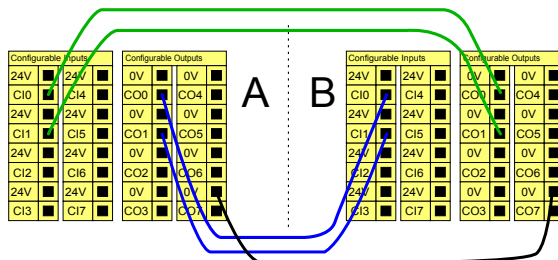 Configurable Inputs Configurable Outputs A B Configurable Inputs Configurable Outputs
24V 24V 0V 0V 24V 24V 0V 0V
CI0 CI4 CO0 CO4 CI0 CI4 CO0 CO4
24V 24V 0V 0V 24V 24V 0V 0V
CI1 CI5 CO1 CO5 CI1 CI5 CO1 CO5
24V 24V 0V 0V 24V 24V 0V 0V
CI2 CI6 CO2 CO6 CI2 CI6 CO2 CO6
24V 24V 0V 0V 24V 24V 0V 0V
CI3 CI7 CO3 CO7 CI3 CI7 CO3 CO7